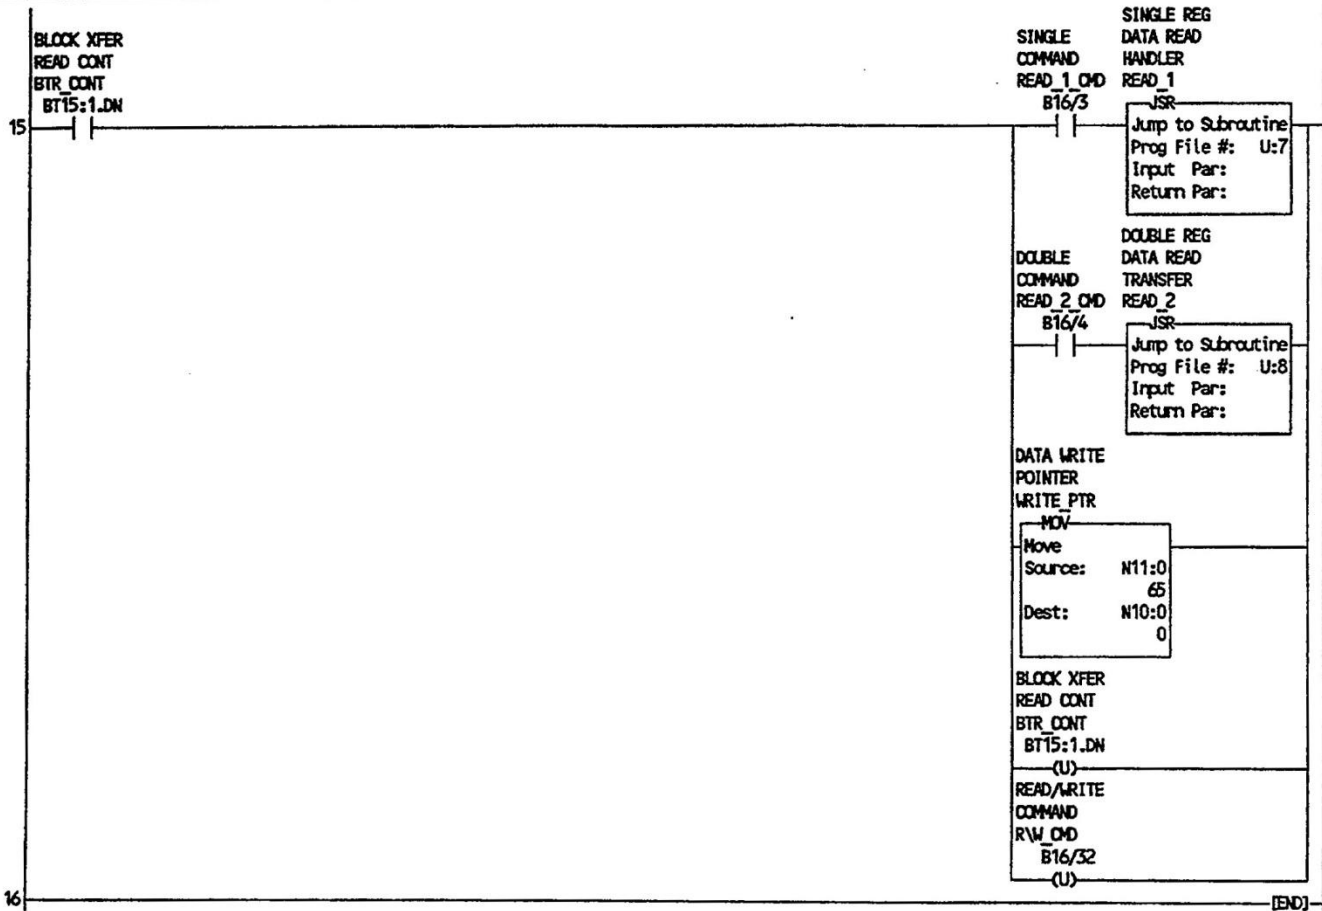 BLOCK XFER
READ CONT
BTR_CONT
BT15:1.DN
15
SINGLE
COMMAND
READ_1_CMD
B16/3
SINGLE REG
DATA READ
HANDLER
READ_1
JSR
Jump to Subroutine
Prog File #: U:7
Input Par:
Return Par:
DOUBLE
COMMAND
READ_2_CMD
B16/4
DOUBLE REG
DATA READ
TRANSFER
READ_2
JSR
Jump to Subroutine
Prog File #: U:8
Input Par:
Return Par:
DATA WRITE
POINTER
WRITE_PTR
MOV
Move
Source: N11:0
65
Dest: N10:0
0
BLOCK XFER
READ CONT
BTR_CONT
BT15:1.DN
(U)
READ/WRITE
COMMAND
R\W_CMD
B16/32
(U)
16
[END]